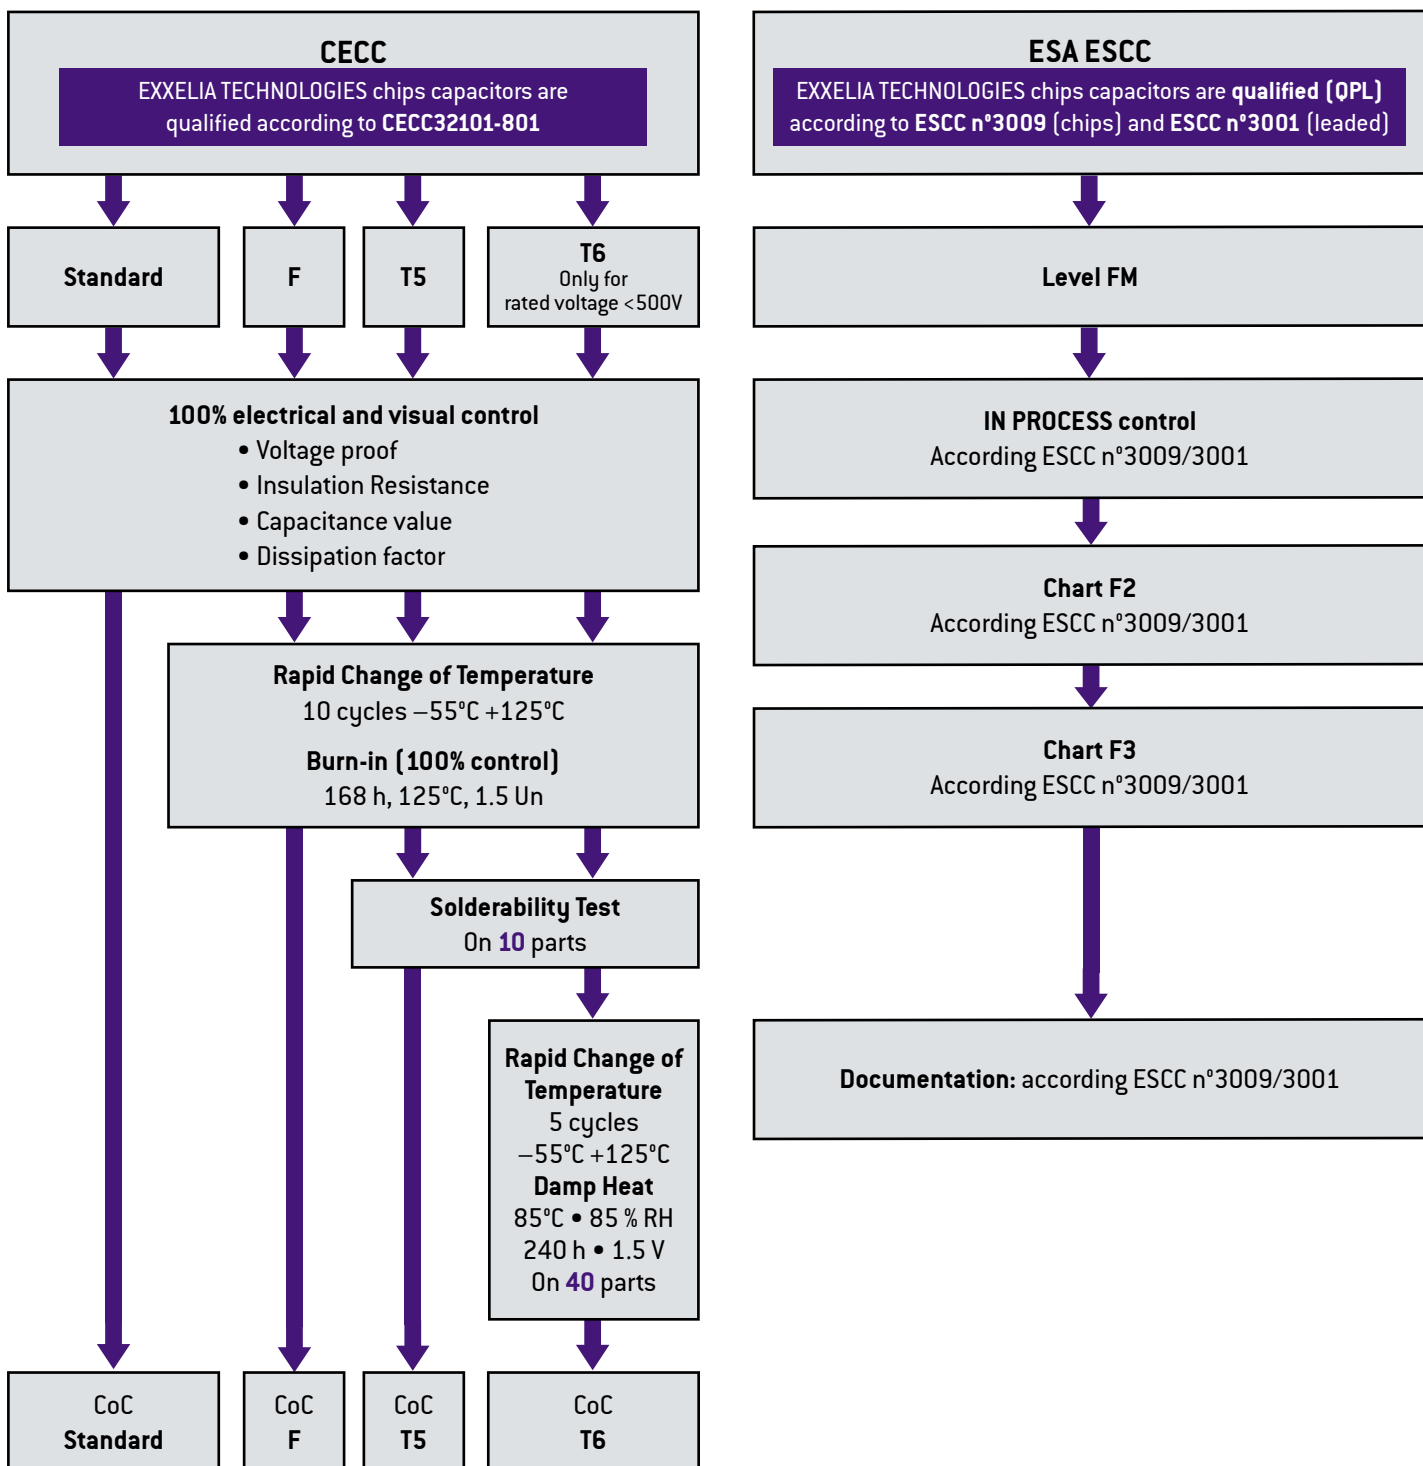 CECC
EXXELIA TECHNOLOGIES chips capacitors are
qualified according to CECC32101-801
Standard
F
T5
T6
Only for
rated voltage <500V
100% electrical and visual control
• Voltage proof
• Insulation Resistance
• Capacitance value
• Dissipation factor
Rapid Change of Temperature
10 cycles –55°C +125°C
Burn-in (100% control)
168 h, 125°C, 1.5 Un
Solderability Test
On 10 parts
Rapid Change of
Temperature
5 cycles
–55°C +125°C
Damp Heat
85°C • 85 % RH
240 h • 1.5 V
On 40 parts
CoC
Standard
CoC
F
CoC
T5
CoC
T6
ESA ESCC
EXXELIA TECHNOLOGIES chips capacitors are qualified (QPL)
according to ESCC n°3009 (chips) and ESCC n°3001 (leaded)
Level FM
IN PROCESS control
According ESCC n°3009/3001
Chart F2
According ESCC n°3009/3001
Chart F3
According ESCC n°3009/3001
Documentation: according ESCC n°3009/3001